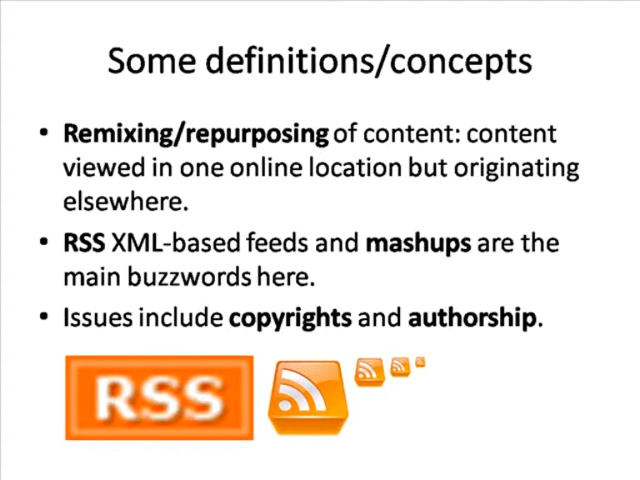 Some definitions/concepts
• Remixing/repurposing of content: content
viewed in one online location but originating
elsewhere.
• RSS XML-based feeds and mashups are the
main buzzwords here.
• Issues include copyrights and authorship.
RSS